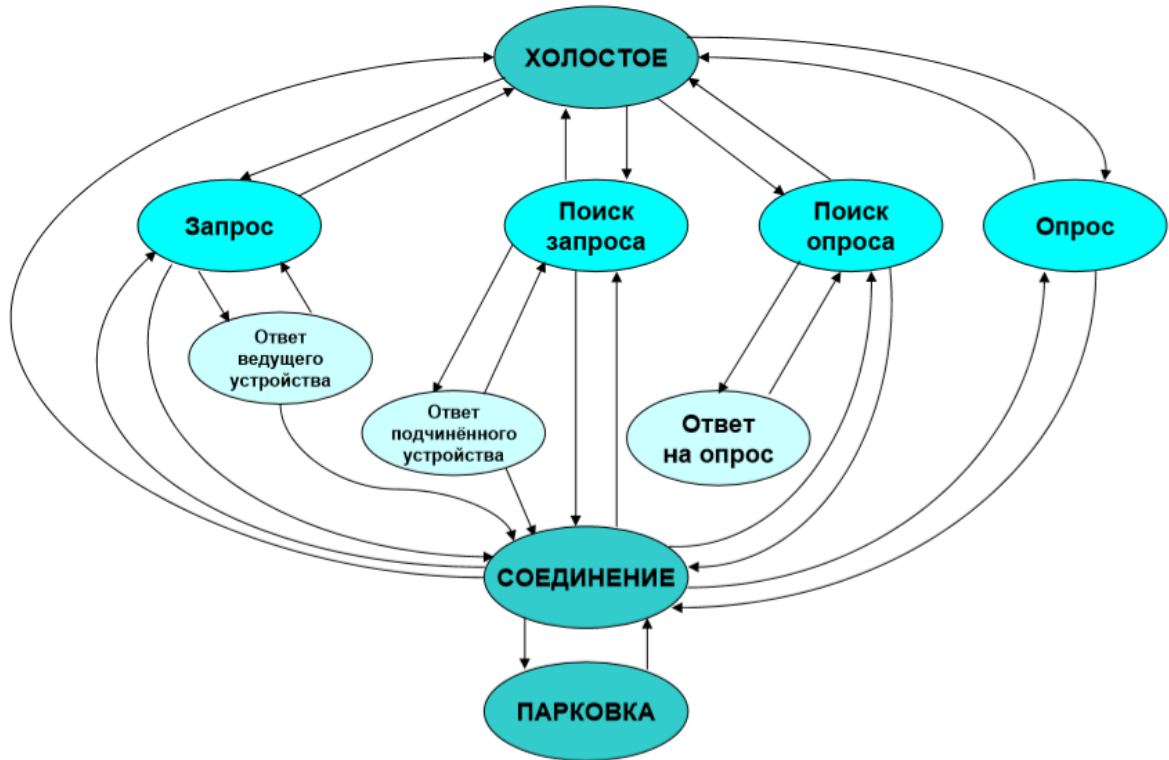 ХОЛОСТОЕ
Запрос
Поиск
запроса
Поиск
опроса
Опрос
Ответ
ведущего
устройства
Ответ
подчинённого
устройства
Ответ
на опрос
СОЕДИНЕНИЕ
ПАРКОВКА